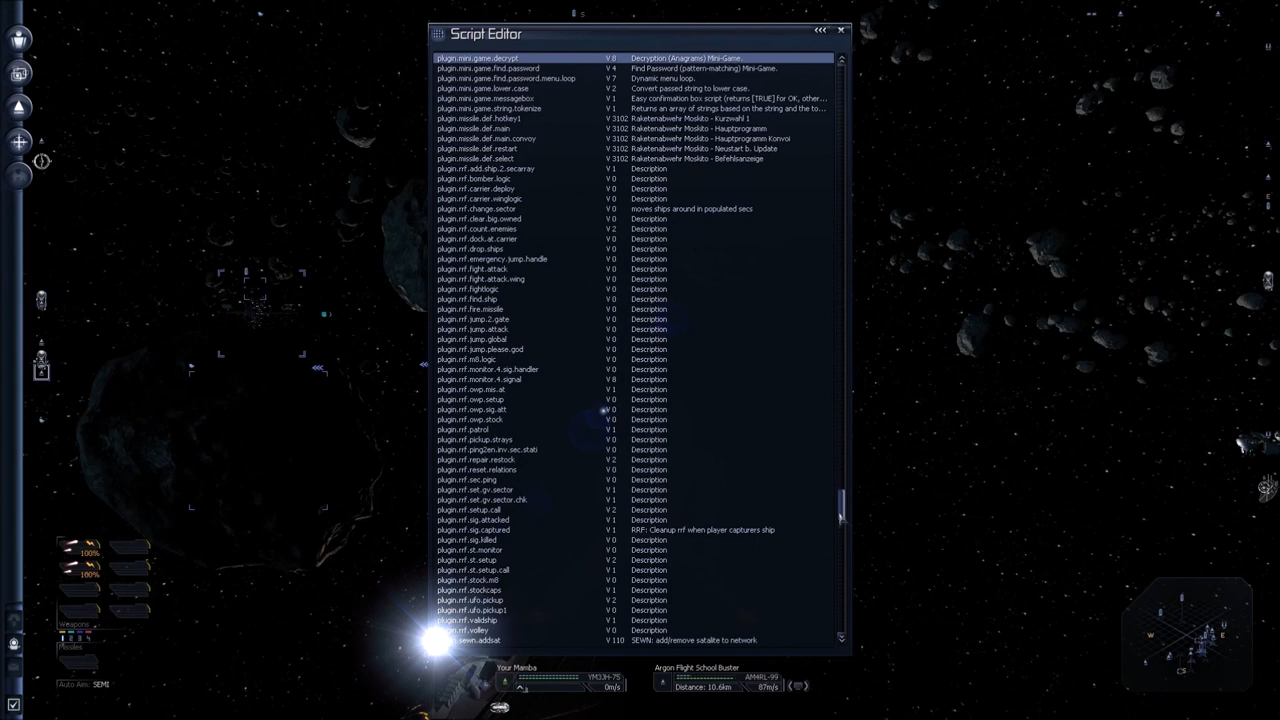 S
Script Editor
plugin.mini.game.decrypt V 8 Decryption (Anagrams) Mini-Game.
plugin.mini.game.find.password V 4 Find Password (pattern-matching) Mini-Game.
plugin.mini.game.find.password.menu.loop V 7 Dynamic menu loop.
plugin.mini.game.lower.case V 2 Convert passed string to lower case.
plugin.mini.game.messagebox V 1 Easy confirmation box script (returns [TRUE] for OK, other...
plugin.mini.game.string.tokenize V 1 Returns an array of strings based on the string and the to...
plugin.missile.def.hotkey1 V 3102 Raketenabwehr Moskito - Kurzwahl 1
plugin.missile.def.main V 3102 Raketenabwehr Moskito - Hauptprogramm
plugin.missile.def.main.convoy V 3102 Raketenabwehr Moskito - Hauptprogramm Konvoi
plugin.missile.def.restart V 3102 Raketenabwehr Moskito - Neustart b. Update
plugin.missile.def.select V 3102 Raketenabwehr Moskito - Befehlsanzeige
plugin.rrf.add.ship.2.secarray V 1 Description
plugin.rrf.bomber.logic V 0 Description
plugin.rrf.carrier.deploy V 0 Description
plugin.rrf.carrier.winglogic V 0 Description
plugin.rrf.change.sector V 0 moves ships around in populated secs
plugin.rrf.clear.big.owned V 0 Description
plugin.rrf.count.enemies V 2 Description
plugin.rrf.dock.at.carrier V 0 Description
plugin.rrf.drop.ships V 0 Description
plugin.rrf.emergency.jump.handle V 0 Description
plugin.rrf.fight.attack V 0 Description
plugin.rrf.fight.attack.wing V 0 Description
plugin.rrf.fightlogic V 0 Description
plugin.rrf.find.ship V 0 Description
plugin.rrf.fire.missile V 0 Description
plugin.rrf.jump.2.gate V 0 Description
plugin.rrf.jump.attack V 0 Description
plugin.rrf.jump.global V 0 Description
plugin.rrf.jump.please.god V 0 Description
plugin.rrf.m8.logic V 0 Description
plugin.rrf.monitor.4.sig.handler V 0 Description
plugin.rrf.monitor.4.signal V 8 Description
plugin.rrf.owp.mis.at V 1 Description
plugin.rrf.owp.setup V 0 Description
plugin.rrf.owp.sig.att V 0 Description
plugin.rrf.owp.stock V 0 Description
plugin.rrf.patrol V 1 Description
plugin.rrf.pickup.strays V 0 Description
plugin.rrf.ping2en.inv.sec.stati V 0 Description
plugin.rrf.repair.restock V 2 Description
plugin.rrf.reset.relations V 0 Description
plugin.rrf.sec.ping V 0 Description
plugin.rrf.set.gv.sector V 1 Description
plugin.rrf.set.gv.sector.chk V 1 Description
plugin.rrf.setup.call V 2 Description
plugin.rrf.sig.attacked V 1 Description
plugin.rrf.sig.captured V 1 RRF: Cleanup rrf when player capturers ship
plugin.rrf.sig.killed V 0 Description
plugin.rrf.st.monitor V 0 Description
plugin.rrf.st.setup V 2 Description
plugin.rrf.st.setup.call V 1 Description
plugin.rrf.stock.m8 V 0 Description
plugin.rrf.stockcaps V 1 Description
plugin.rrf.ufo.pickup V 2 Description
plugin.rrf.ufo.pickup1 V 0 Description
plugin.rrf.validship V 1 Description
rrf.volley V 0 Description
sewn.addsat V 110 SEWN: add/remove satalite to network
100%
100%
Weapons
1 2 3 4
Missiles
Auto Aim: SEMI
Your Mamba
YM3JH-75
0m/s
Argon Flight School Buster
AM4RL-99
Distance: 10.6km 87m/s
W E
E